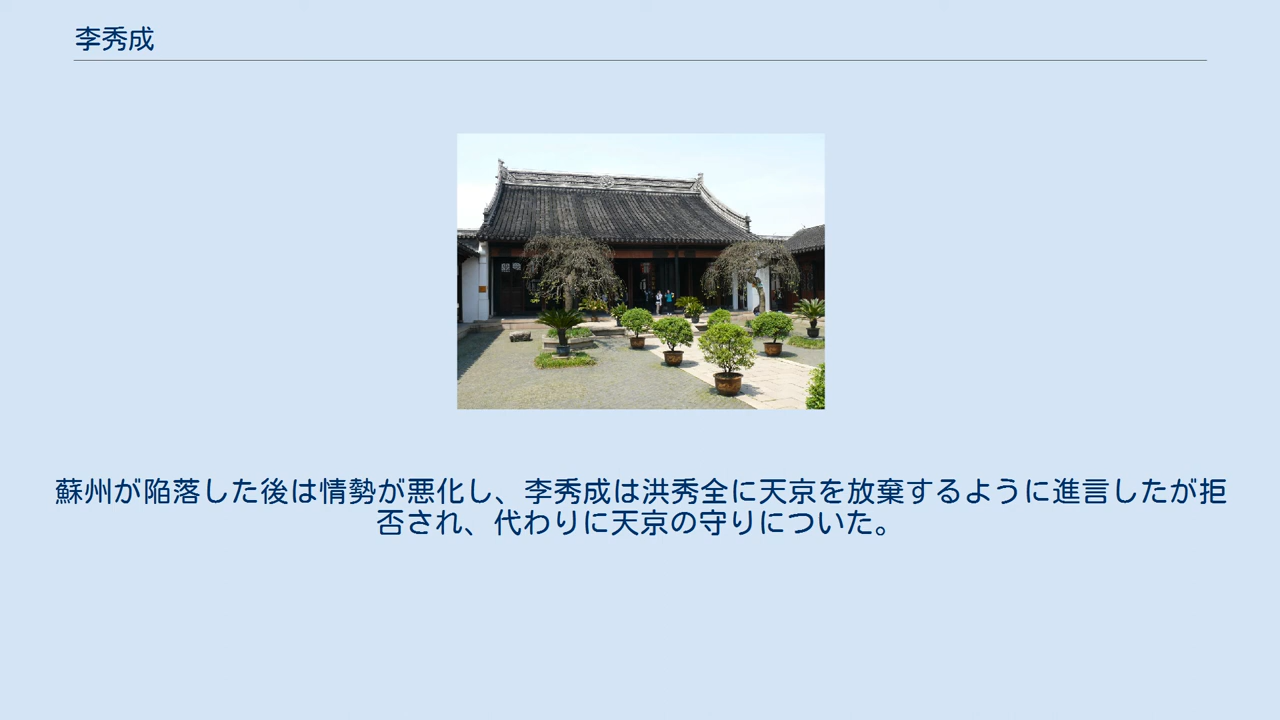 李秀成
蘇州が陥落した後は情勢が悪化し、李秀成は洪秀全に天京を放棄するように進言したが拒
否され、代わりに天京の守りについた。